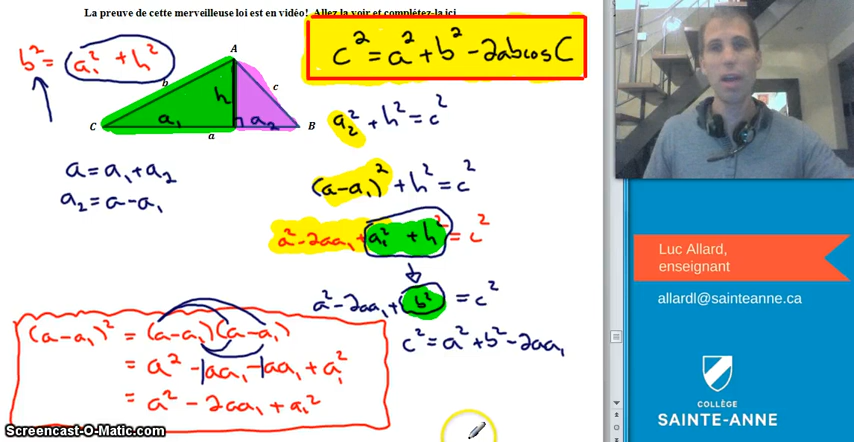 La preuve de cette merveilleuse loi est en vidéo! Allez la voir et complétez-la ici.
b² = a₁² + h²
c² = a² + b² - 2abcosC
A
b
h
c
C
a₁
a₂
B
a
a₂² + h² = c²
a = a₁ + a₂
a₂ = a - a₁
(a - a₁)² + h² = c²
a² - 2aa₁ + a₁² + h² = c²
a² - 2aa₁ + b² = c²
c² = a² + b² - 2aa₁
(a - a₁)² = (a - a₁)(a - a₁)
= a² - 1aa₁ - 1aa₁ + a₁²
= a² - 2aa₁ + a₁²
Luc Allard,
enseignant
allardl@sainteanne.ca
COLLÈGE
SAINTE-ANNE
Screencast-O-Matic.com